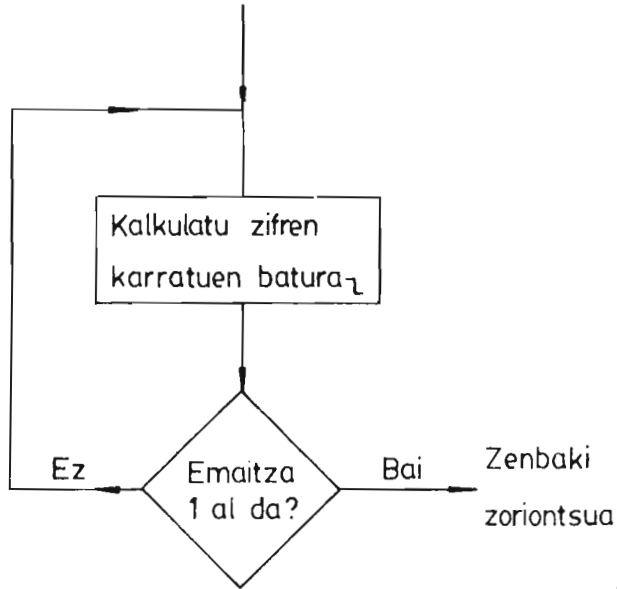 Kalkulatu zifren
karratuen batura
Ez
Emaitza
1 al da?
Bai
Zenbaki
zoriontsua